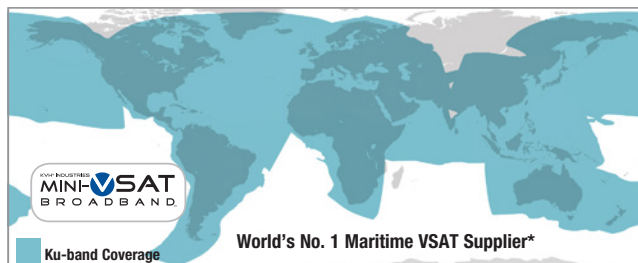 KVH INDUSTRIES
MINI-VSAT
BROADBAND
World's No. 1 Maritime VSAT Supplier*
Ku-band Coverage